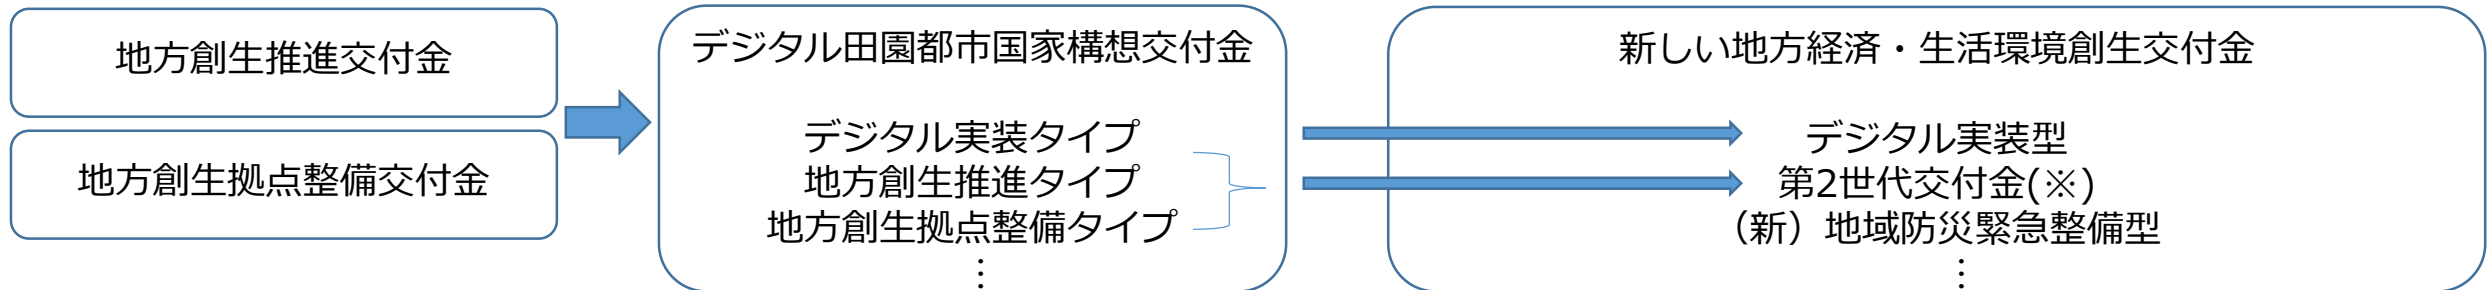 地方創生推進交付金
地方創生拠点整備交付金
デジタル田園都市国家構想交付金
デジタル実装タイプ
地方創生推進タイプ
地方創生拠点整備タイプ
⋮
新しい地方経済・生活環境創生交付金
デジタル実装型
第2世代交付金(※)
（新）地域防災緊急整備型
⋮